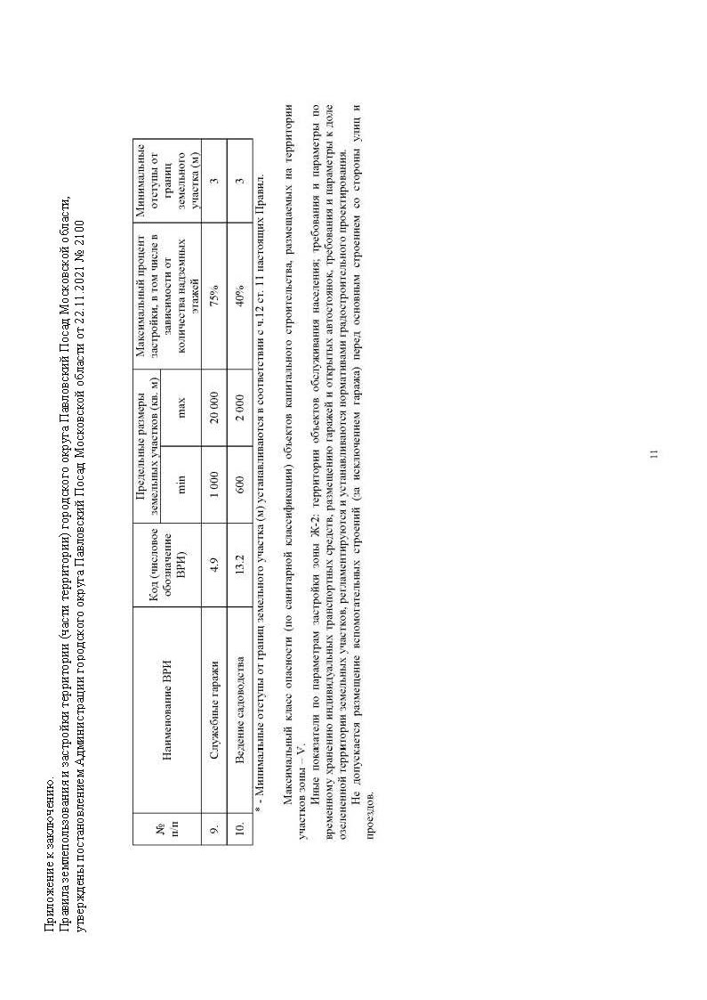 Приложение к заключению.
Правила землепользования и застройки территории (части территории) городского округа Павловский Посад Московской области,
утверждены постановлением Администрации городского округа Павловский Посад Московской области от 22.11.2021 № 2100
№
п/п
Наименование ВРИ
Код (числовое
обозначение
ВРИ)
Предельные размеры
земельных участков (кв. м)
min
max
Максимальный процент
застройки, в том числе в
зависимости от
количества надземных
этажей
Минимальные
отступы от
границ
земельного
участка (м)
9. Служебные гаражи 4.9 1 000 20 000 75% 3
10. Ведение садоводства 13.2 600 2 000 40% 3
* - Минимальные отступы от границ земельного участка (м) устанавливаются в соответствии с ч.12 ст. 11 настоящих Правил.
Максимальный класс опасности (по санитарной классификации) объектов капитального строительства, размещаемых на территории
участков зоны – V.
Иные показатели по параметрам застройки зоны Ж-2: территории объектов обслуживания населения; требования и параметры по
временному хранению индивидуальных транспортных средств, размещению гаражей и открытых автостоянок, требования и параметры к доле
озелененной территории земельных участков, регламентируются и устанавливаются нормативами градостроительного проектирования.
Не допускается размещение вспомогательных строений (за исключением гаража) перед основным строением со стороны улиц и
проездов.
11